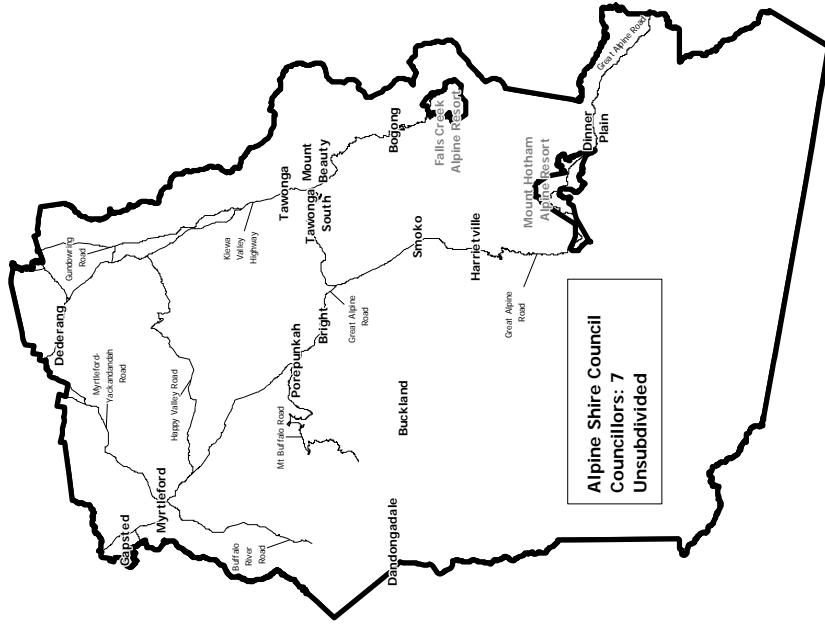 Gundowring
Road
Dederang
Myrtleford-
Yackandandah
Road
Happy Valley Road
Gapsted
Myrtleford
Buffalo
River
Road
Kiewa
Valley
Highway
Tawonga
Mount
Beauty
Tawonga
South
Bogong
Falls Creek
Alpine Resort
Great Alpine Road
Dinner
Plain
Mount Hotham
Alpine Resort
Smoko
Harrietville
Great Alpine
Road
Bright
Great Alpine
Road
Porepunkah
Mt Buffalo Road
Buckland
Dandongadale
Alpine Shire Council
Councillors: 7
Unsubdivided